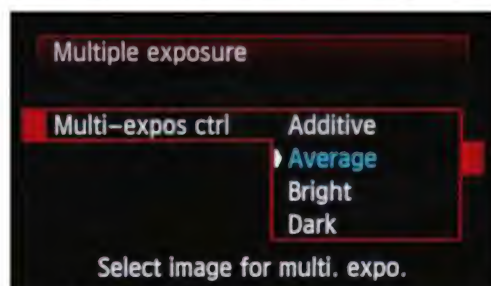 Multiple exposure
Multi-expos ctrl
Additive
Average
Bright
Dark
Select image for multi. expo.